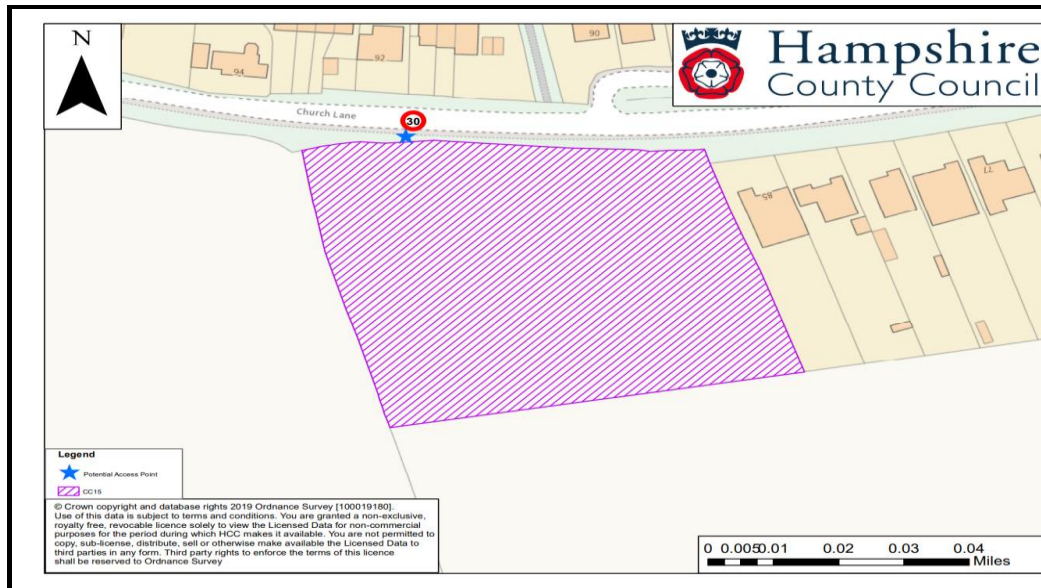 N
Hampshire
County Council
90
92
94
Church Lane
30
85
77
Legend
Potential Access Point
CC15
© Crown copyright and database rights 2019 Ordnance Survey [100019180].
Use of this data is subject to terms and conditions. You are granted a non-exclusive,
royalty free, revocable licence solely to view the Licensed Data for non-commercial
purposes for the period during which HCC makes it available. You are not permitted to
copy, sub-license, distribute, sell or otherwise make available the Licensed Data to
third parties in any form. Third party rights to enforce the terms of this licence
shall be reserved to Ordnance Survey
0 0.005 0.01 0.02 0.03 0.04
Miles